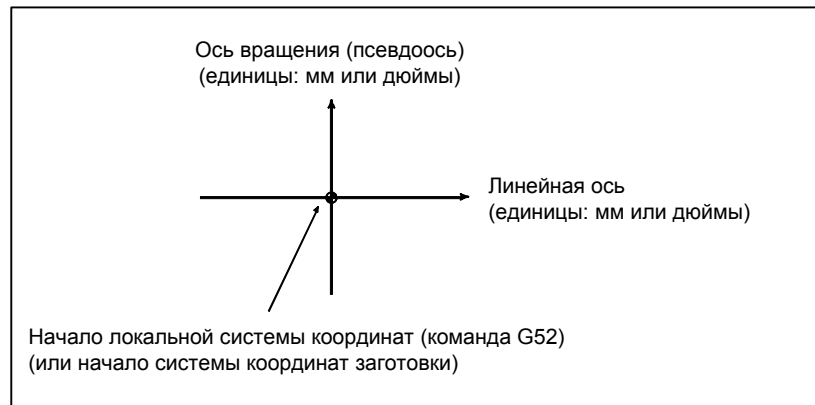 Ось вращения (псевдоось)
(единицы: мм или дюймы)
Линейная ось
(единицы: мм или дюймы)
Начало локальной системы координат (команда G52)
(или начало системы координат заготовки)